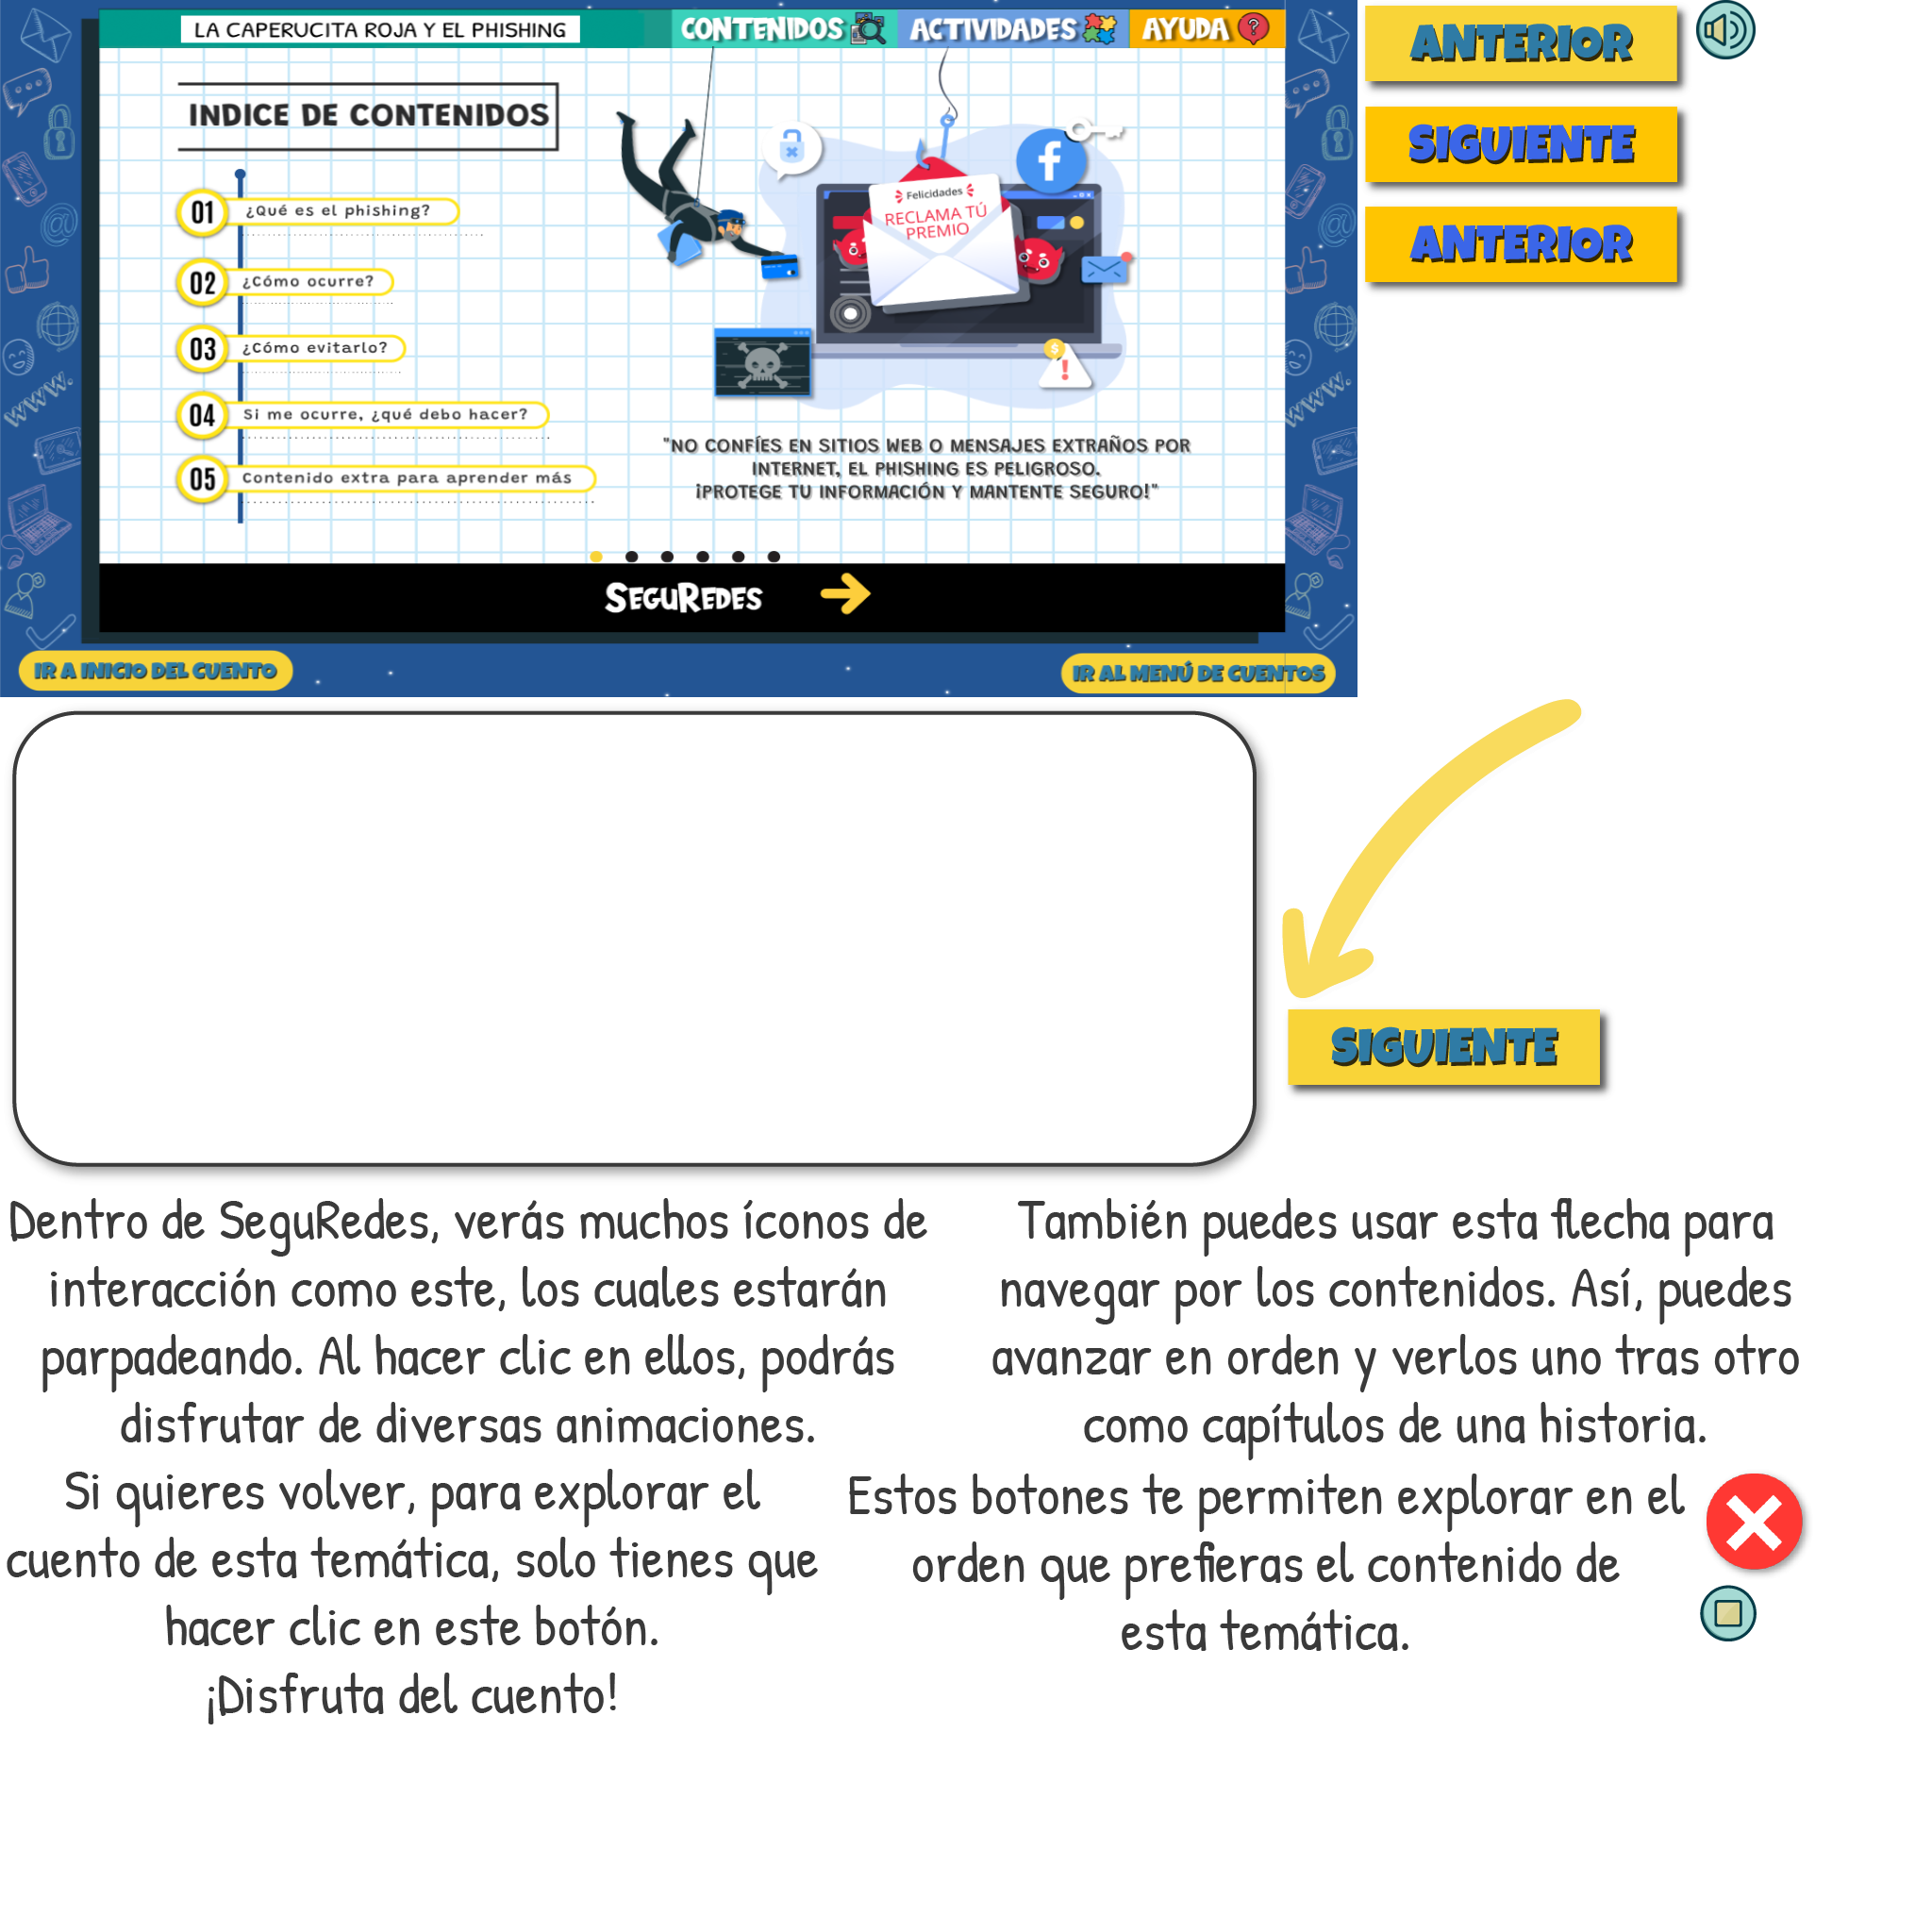 LA CAPERUCITA ROJA Y EL PHISHING
CONTENIDOS
ACTIVIDADES
AYUDA
INDICE DE CONTENIDOS
01 ¿Qué es el phishing?
02 ¿Cómo ocurre?
03 ¿Cómo evitarlo?
04 Si me ocurre, ¿qué debo hacer?
05 Contenido extra para aprender más
Felicidades
RECLAMA TÚ
PREMIO
"NO CONFÍES EN SITIOS WEB O MENSAJES EXTRAÑOS POR
INTERNET, EL PHISHING ES PELIGROSO.
¡PROTEGE TU INFORMACIÓN Y MANTENTE SEGURO!"
SEGUREDES
IR A INICIO DEL CUENTO
IR AL MENÚ DE CUENTOS
www.
www.
ANTERIOR
SIGUIENTE
ANTERIOR
SIGUIENTE
Dentro de SeguRedes, verás muchos íconos de
interacción como este, los cuales estarán
parpadeando. Al hacer clic en ellos, podrás
disfrutar de diversas animaciones.
También puedes usar esta flecha para
navegar por los contenidos. Así, puedes
avanzar en orden y verlos uno tras otro
como capítulos de una historia.
Si quieres volver, para explorar el
cuento de esta temática, solo tienes que
hacer clic en este botón.
¡Disfruta del cuento!
Estos botones te permiten explorar en el
orden que prefieras el contenido de
esta temática.